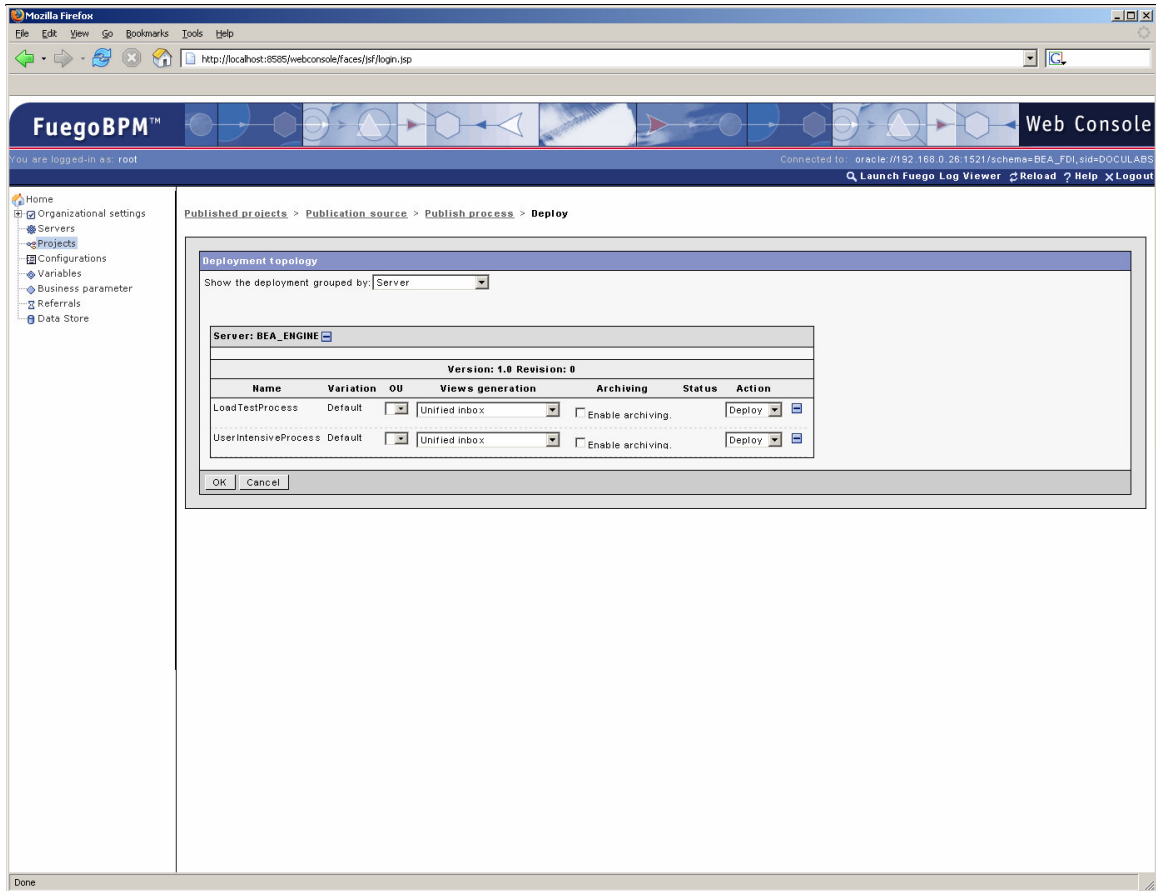 Mozilla Firefox
File Edit View Go Bookmarks Tools Help
http://localhost:8585/webconsole/faces/jsf/login.jsp
G
FuegoBPM™ Web Console
You are logged-in as: root Connected to: oracle://192.168.0.26:1521/schema=BEA_FDI,sid=DOCULABS
Launch Fuego Log Viewer Reload ? Help X Logout
Home
Organizational settings
Servers
Projects
Configurations
Variables
Business parameter
Referrals
Data Store
Published projects > Publication source > Publish process > Deploy
Deployment topology
Show the deployment grouped by: Server
Server: BEA_ENGINE
Version: 1.0 Revision: 0
Name Variation OU Views generation Archiving Status Action
LoadTestProcess Default Unified inbox Enable archiving. Deploy
UserIntensiveProcess Default Unified inbox Enable archiving. Deploy
OK Cancel
Done